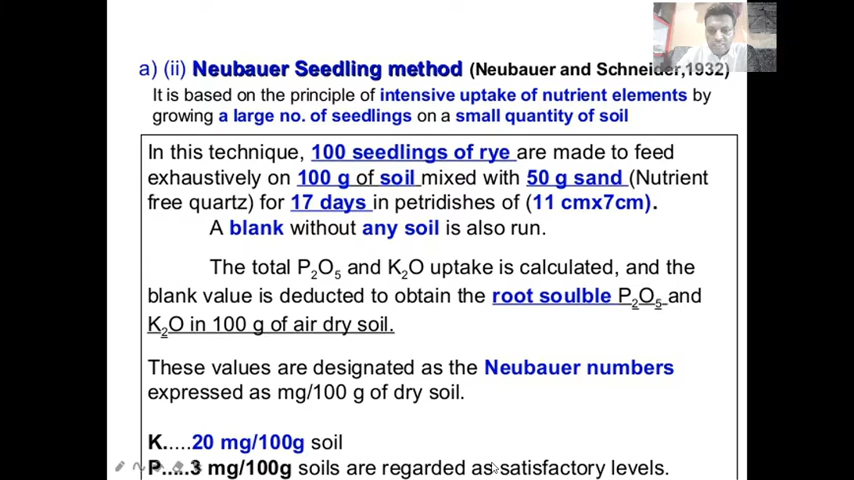 a) (ii) Neubauer Seedling method (Neubauer and Schneider,1932)
It is based on the principle of intensive uptake of nutrient elements by
growing a large no. of seedlings on a small quantity of soil
In this technique, 100 seedlings of rye are made to feed
exhaustively on 100 g of soil mixed with 50 g sand (Nutrient
free quartz) for 17 days in petridishes of (11 cmx7cm).
A blank without any soil is also run.
The total P₂O₅ and K₂O uptake is calculated, and the
blank value is deducted to obtain the root soulble P₂O₅ and
K₂O in 100 g of air dry soil.
These values are designated as the Neubauer numbers
expressed as mg/100 g of dry soil.
K.....20 mg/100g soil
P.....3 mg/100g soils are regarded as satisfactory levels.